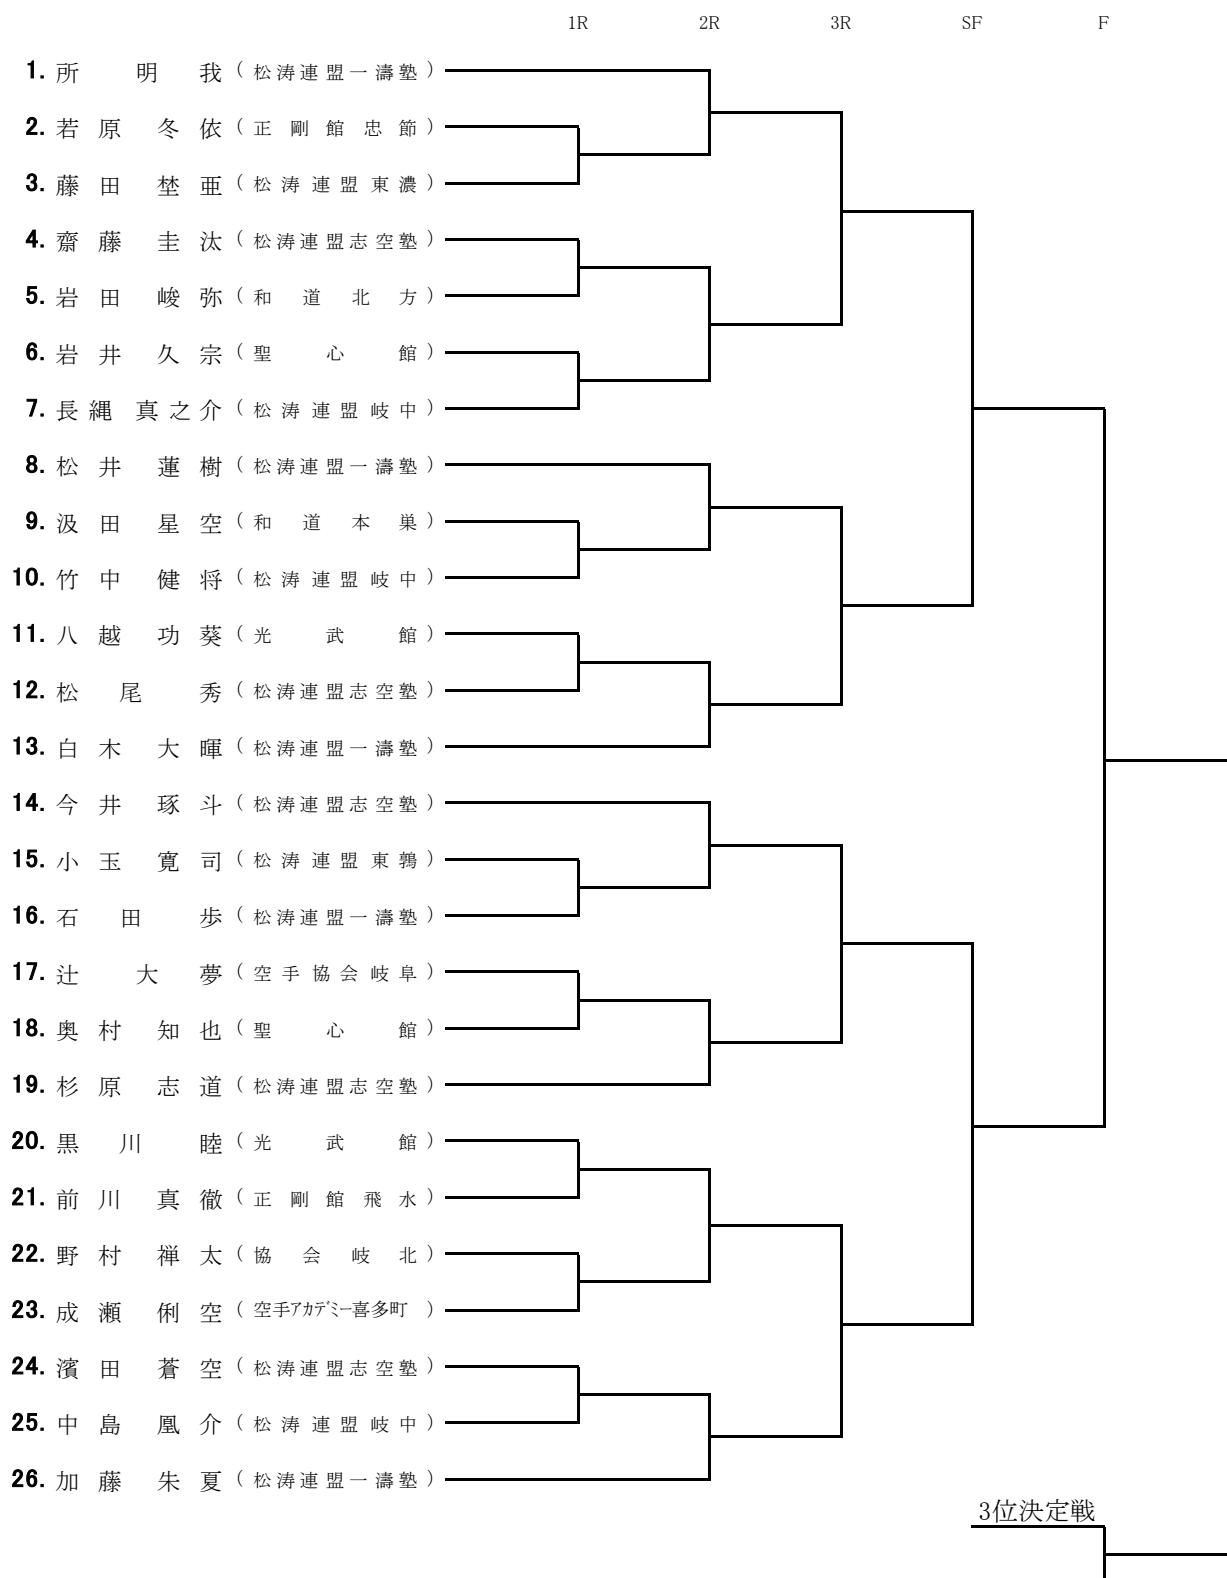 1R 2R 3R SF F
1. 所 明 我 ( 松涛連盟一濤塾 )
2. 若原 冬依 ( 正剛館忠節 )
3. 藤田 埜亜 ( 松涛連盟東濃 )
4. 齋藤 圭汰 ( 松涛連盟志空塾 )
5. 岩田 峻弥 ( 和道北方 )
6. 岩井 久宗 ( 聖心館 )
7. 長縄 真之介 ( 松涛連盟岐中 )
8. 松井 蓮樹 ( 松涛連盟一濤塾 )
9. 汲田 星空 ( 和道本巣 )
10. 竹中 健将 ( 松涛連盟岐中 )
11. 八越 功葵 ( 光武館 )
12. 松尾 秀 ( 松涛連盟志空塾 )
13. 白木 大暉 ( 松涛連盟一濤塾 )
14. 今井 琢斗 ( 松涛連盟志空塾 )
15. 小玉 寛司 ( 松涛連盟東鶉 )
16. 石田 歩 ( 松涛連盟一濤塾 )
17. 辻 大夢 ( 空手協会岐阜 )
18. 奥村 知也 ( 聖心館 )
19. 杉原 志道 ( 松涛連盟志空塾 )
20. 黒川 睦 ( 光武館 )
21. 前川 真徹 ( 正剛館飛水 )
22. 野村 禅太 ( 協会岐北 )
23. 成瀬 俐空 ( 空手ｱｶﾃﾞﾐｰ喜多町 )
24. 濱田 蒼空 ( 松涛連盟志空塾 )
25. 中島 凰介 ( 松涛連盟岐中 )
26. 加藤 朱夏 ( 松涛連盟一濤塾 )
3位決定戦